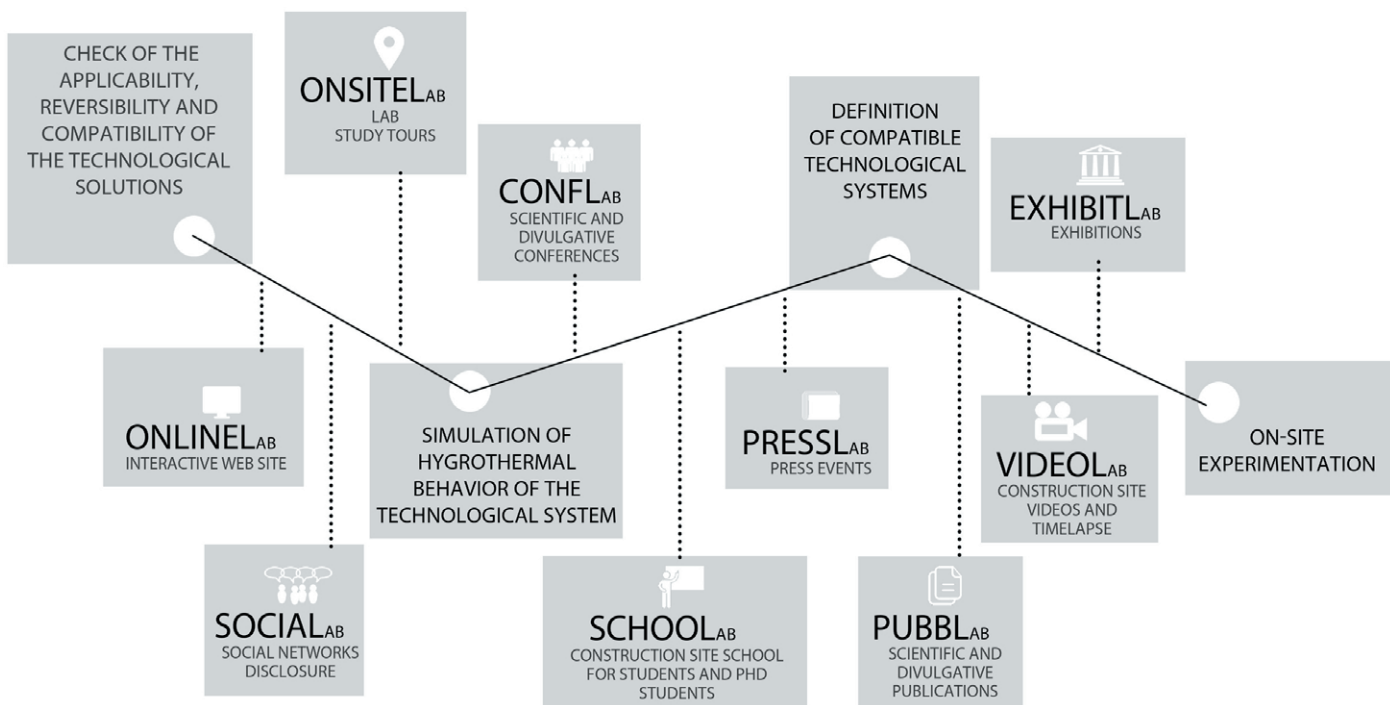 CHECK OF THE
APPLICABILITY,
REVERSIBILITY AND
COMPATIBILITY OF
THE TECHNOLOGICAL
SOLUTIONS
ONSITELAB
LAB
STUDY TOURS
CONFLAB
SCIENTIFIC AND
DIVULGATIVE
CONFERENCES
DEFINITION
OF COMPATIBLE
TECHNOLOGICAL
SYSTEMS
EXHIBITLAB
EXHIBITIONS
ONLINELAB
INTERACTIVE WEB SITE
SIMULATION OF
HYGROTHERMAL
BEHAVIOR OF THE
TECHNOLOGICAL SYSTEM
PRESSLAB
PRESS EVENTS
VIDEOLAB
CONSTRUCTION SITE
VIDEOS AND
TIMELAPSE
ON-SITE
EXPERIMENTATION
SOCIALAB
SOCIAL NETWORKS
DISCLOSURE
SCHOOLAB
CONSTRUCTION SITE SCHOOL
FOR STUDENTS AND PHD
STUDENTS
PUBBLAB
SCIENTIFIC AND
DIVULGATIVE
PUBLICATIONS